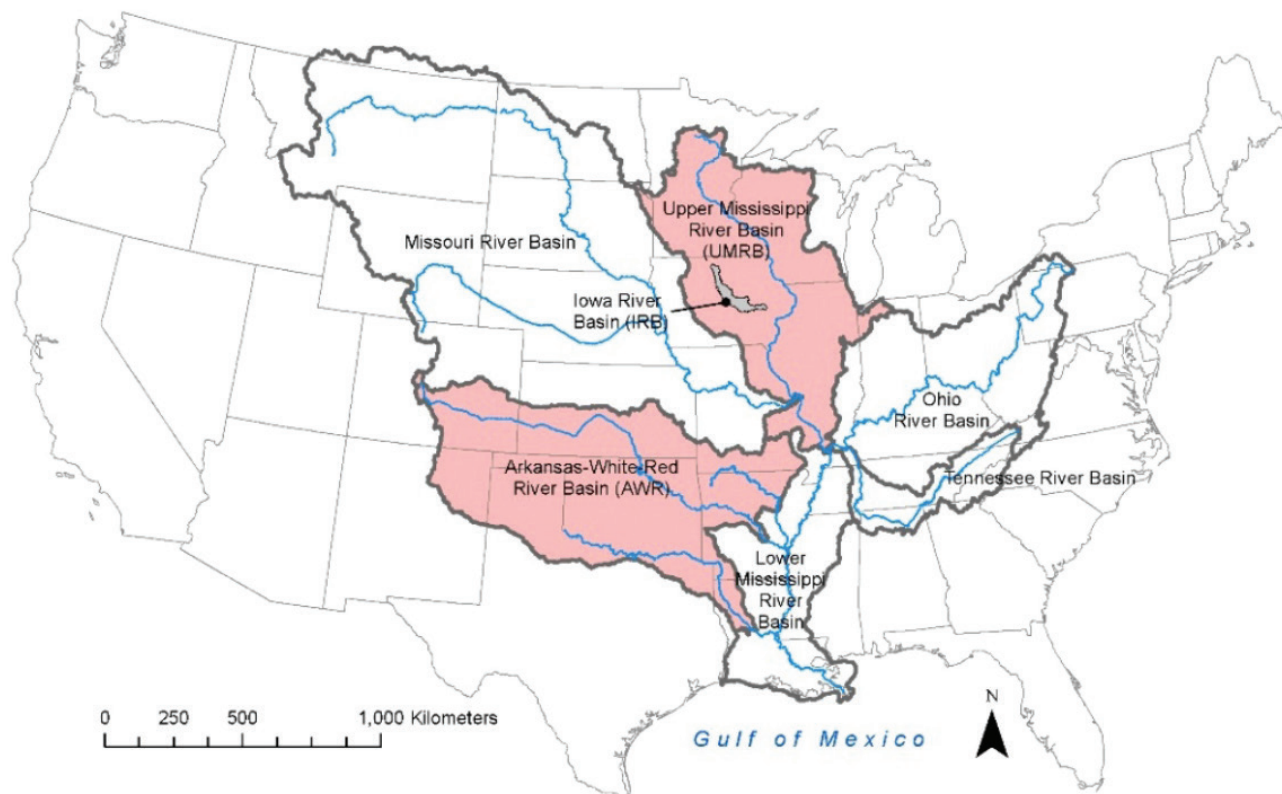 Upper Mississippi
River Basin
(UMRB)
Missouri River Basin
Iowa River
Basin (IRB)
Ohio
River Basin
Arkansas-White-Red
River Basin (AWR)
Tennessee River Basin
Lower
Mississippi
River
Basin
0 250 500 1,000 Kilometers
N
Gulf of Mexico